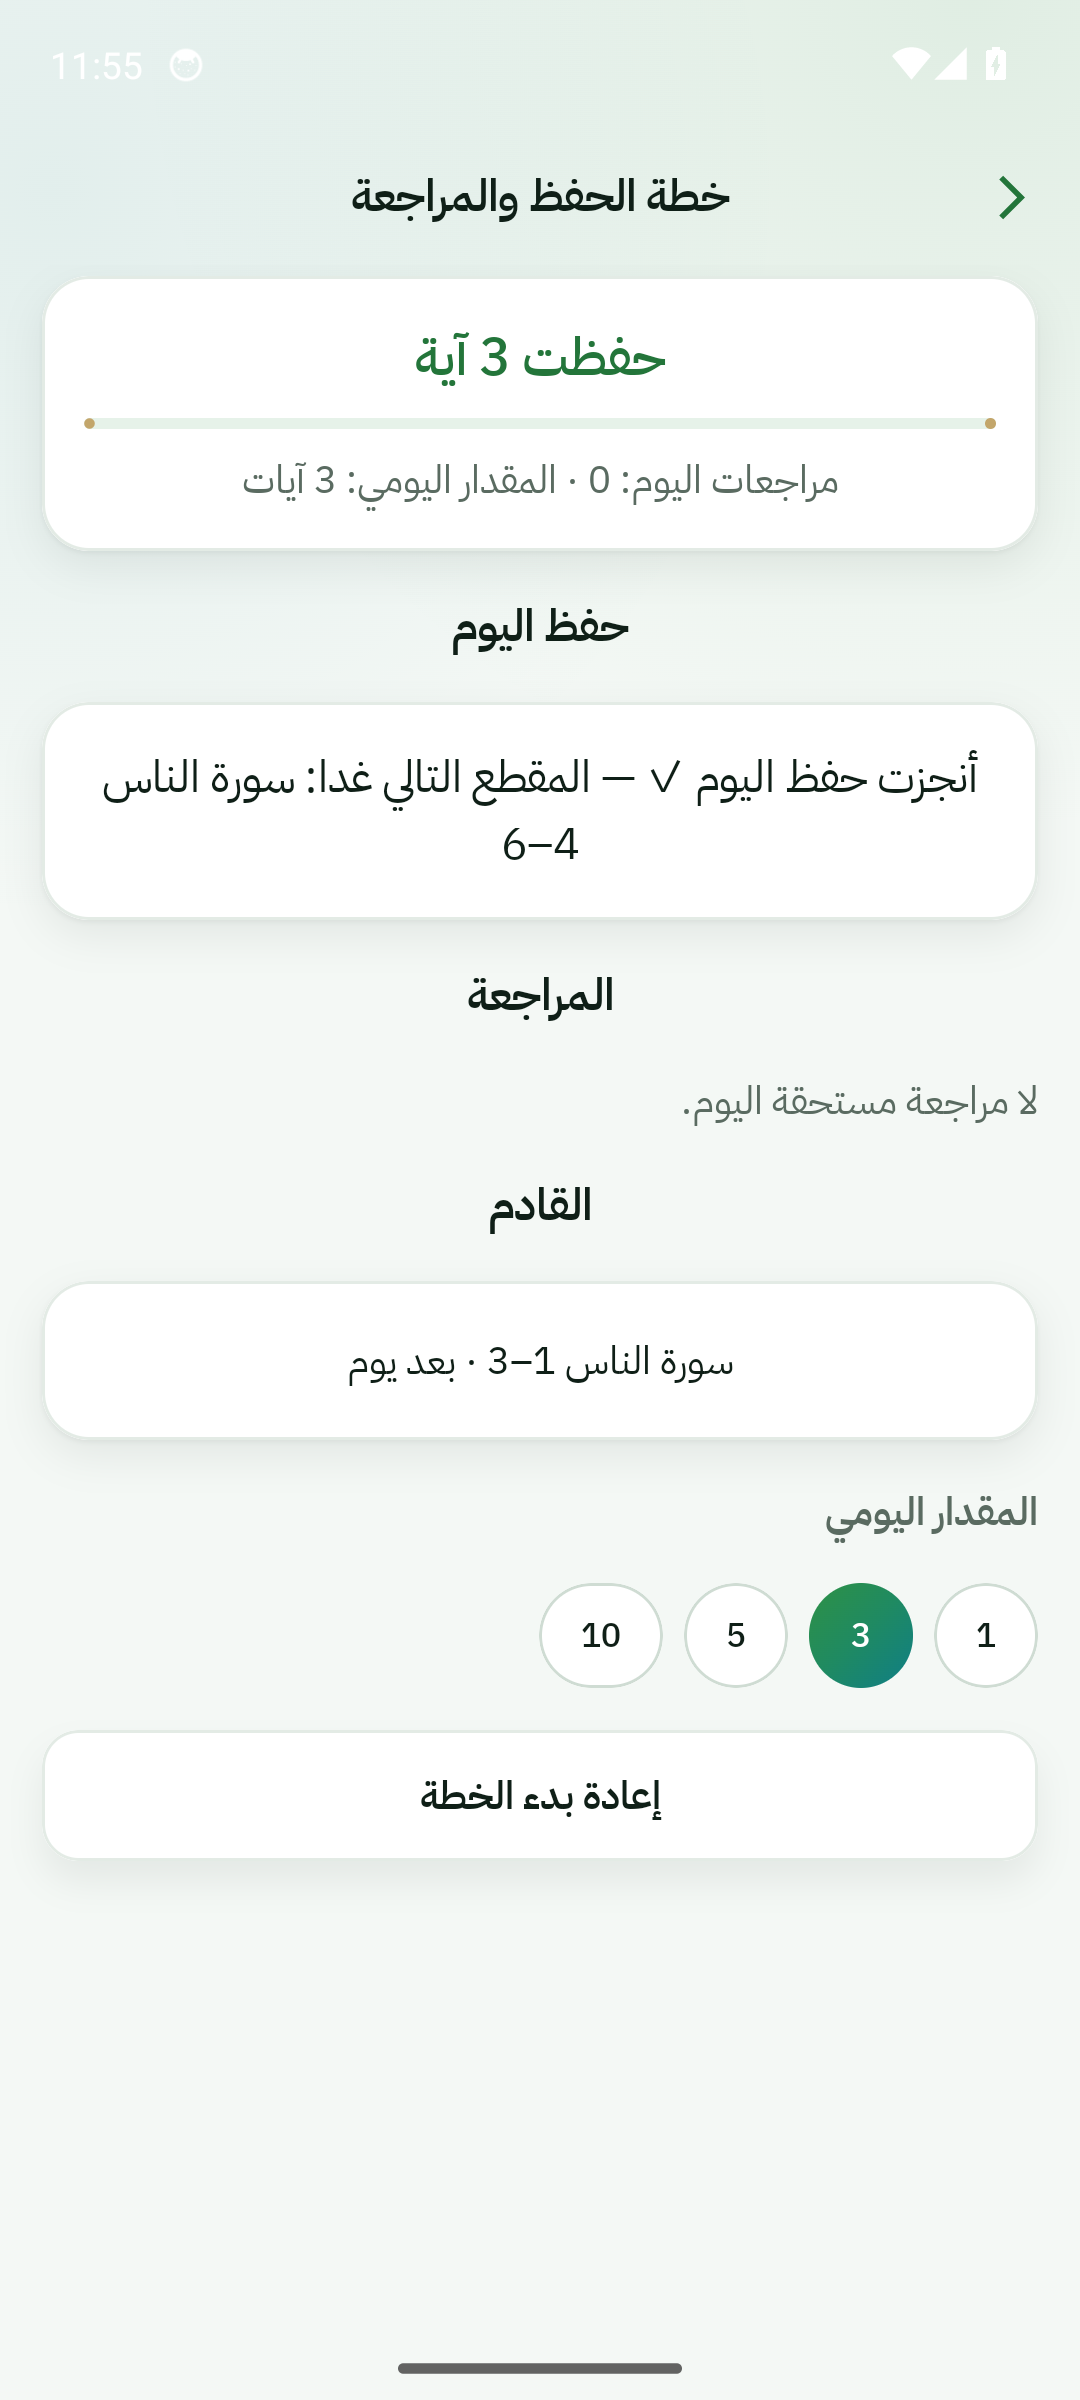 11:55
خطة الحفظ والمراجعة
حفظت 3 آية
مراجعات اليوم: 0 · المقدار اليومي: 3 آيات
حفظ اليوم
أنجزت حفظ اليوم ✓ — المقطع التالي غدا: سورة الناس
4–6
المراجعة
لا مراجعة مستحقة اليوم.
القادم
سورة الناس 1–3 · بعد يوم
المقدار اليومي
1 3 5 10
إعادة بدء الخطة